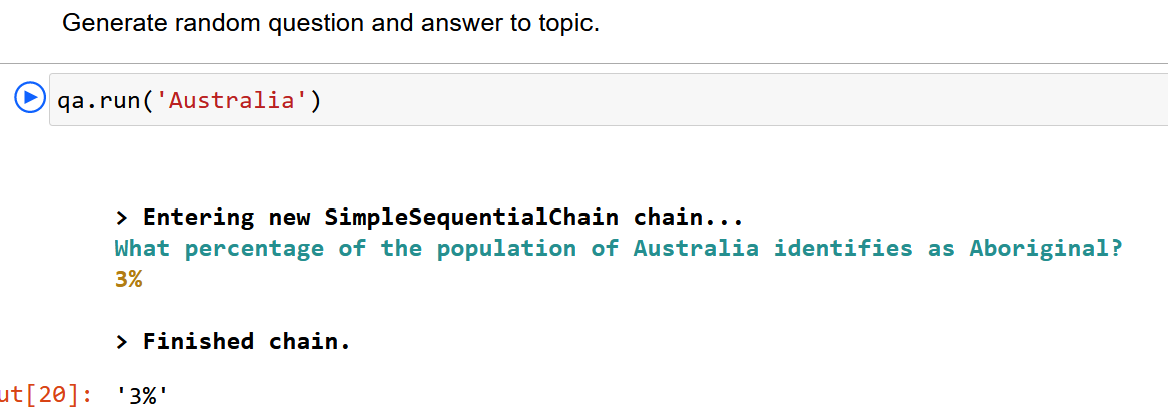 Generate random question and answer to topic.
qa.run('Australia')
> Entering new SimpleSequentialChain chain...
What percentage of the population of Australia identifies as Aboriginal?
3%
> Finished chain.
ut[20]: '3%'